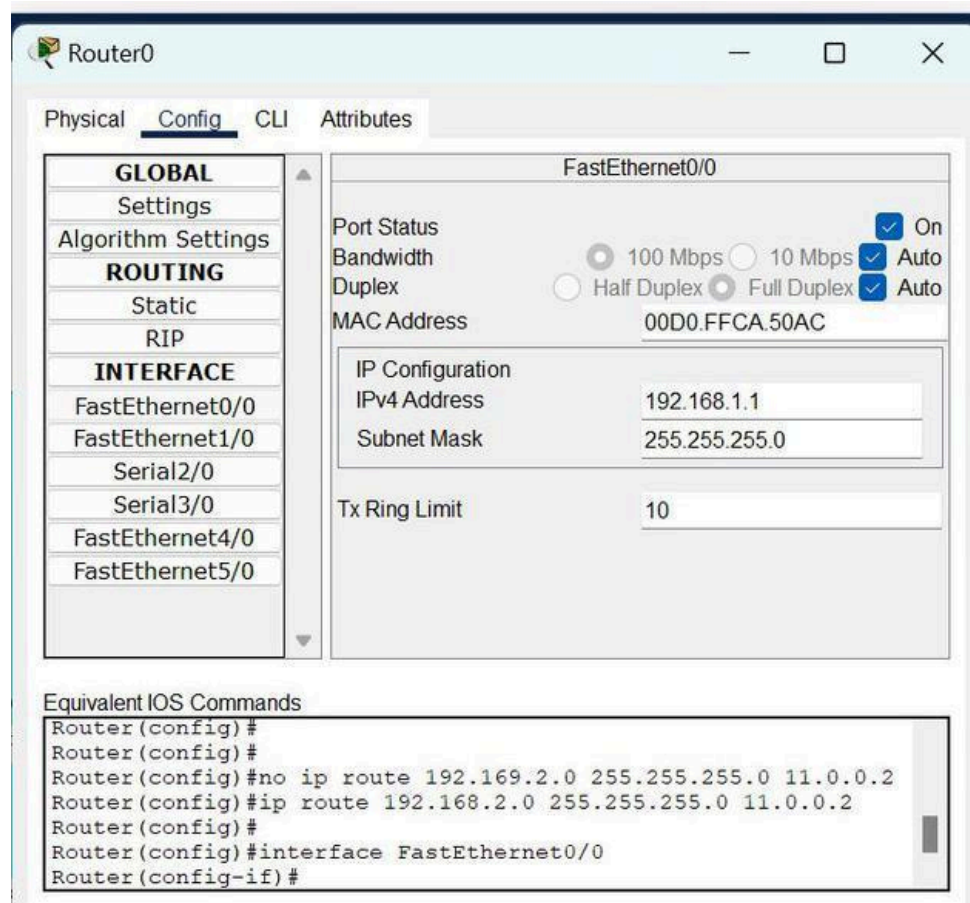 Router0
Physical Config CLI Attributes
GLOBAL
Settings
Algorithm Settings
ROUTING
Static
RIP
INTERFACE
FastEthernet0/0
FastEthernet1/0
Serial2/0
Serial3/0
FastEthernet4/0
FastEthernet5/0
FastEthernet0/0
Port Status On
Bandwidth 100 Mbps 10 Mbps Auto
Duplex Half Duplex Full Duplex Auto
MAC Address 00D0.FFCA.50AC
IP Configuration
IPv4 Address 192.168.1.1
Subnet Mask 255.255.255.0
Tx Ring Limit 10
Equivalent IOS Commands
Router(config)#
Router(config)#
Router(config)#no ip route 192.169.2.0 255.255.255.0 11.0.0.2
Router(config)#ip route 192.168.2.0 255.255.255.0 11.0.0.2
Router(config)#
Router(config)#interface FastEthernet0/0
Router(config-if)#